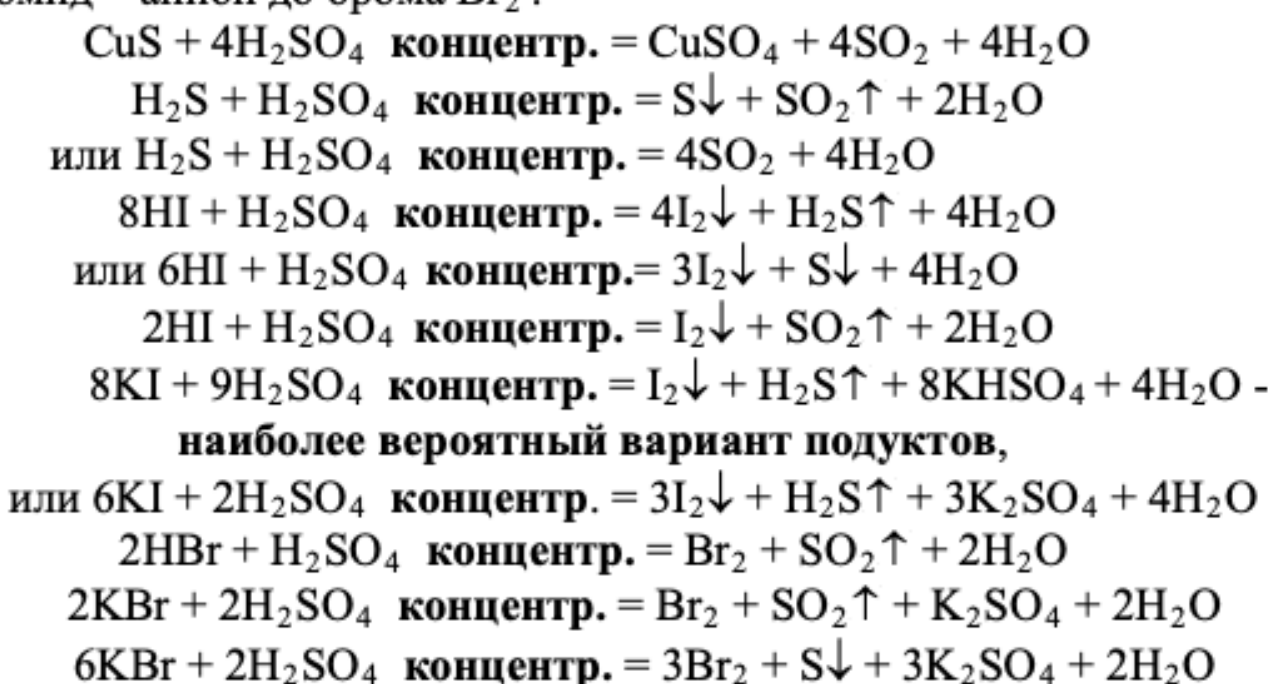 CuS + 4H₂SO₄ концентр. = CuSO₄ + 4SO₂ + 4H₂O
H₂S + H₂SO₄ концентр. = S↓ + SO₂↑ + 2H₂O
или H₂S + H₂SO₄ концентр. = 4SO₂ + 4H₂O
8HI + H₂SO₄ концентр. = 4I₂↓ + H₂S↑ + 4H₂O
или 6HI + H₂SO₄ концентр.= 3I₂↓ + S↓ + 4H₂O
2HI + H₂SO₄ концентр. = I₂↓ + SO₂↑ + 2H₂O
8KI + 9H₂SO₄ концентр. = I₂↓ + H₂S↑ + 8KHSO₄ + 4H₂O -
наиболее вероятный вариант подуктов,
или 6KI + 2H₂SO₄ концентр. = 3I₂↓ + H₂S↑ + 3K₂SO₄ + 4H₂O
2HBr + H₂SO₄ концентр. = Br₂ + SO₂↑ + 2H₂O
2KBr + 2H₂SO₄ концентр. = Br₂ + SO₂↑ + K₂SO₄ + 2H₂O
6KBr + 2H₂SO₄ концентр. = 3Br₂ + S↓ + 3K₂SO₄ + 2H₂O